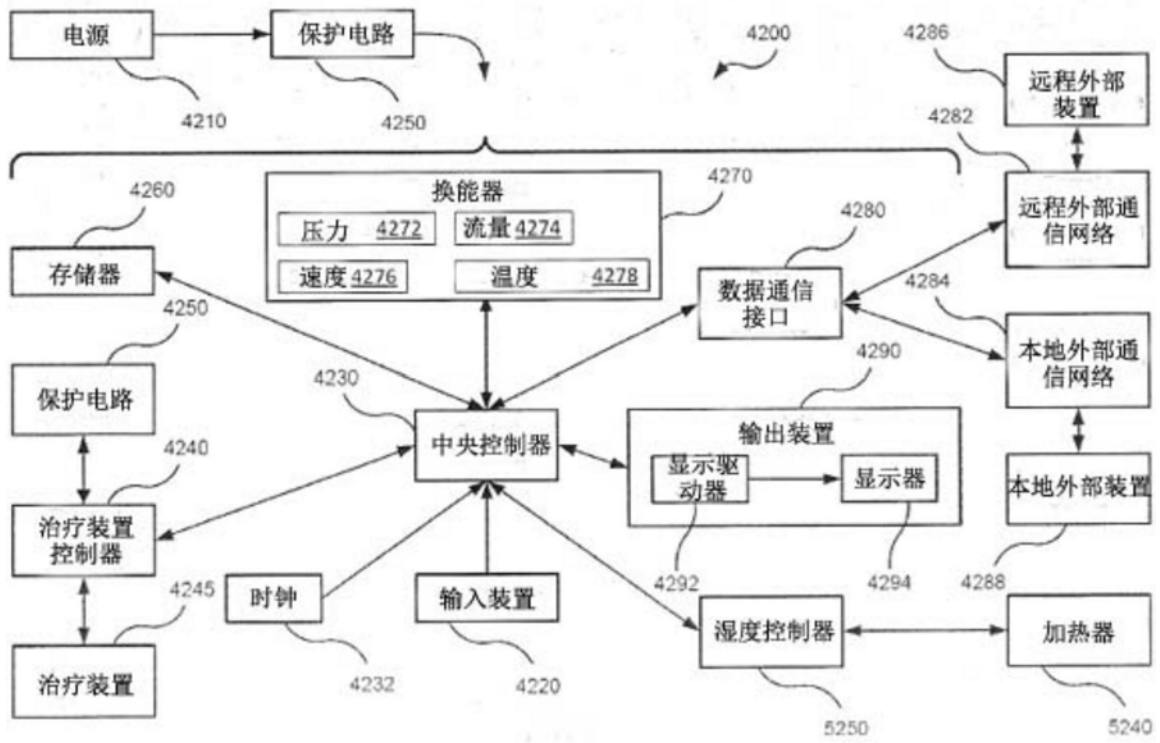 电源
保护电路
4200
4286
远程外部
装置
4210
4250
4282
远程外部通
信网络
4260
存储器
换能器
压力 4272
流量 4274
速度 4276
温度 4278
4270
4280
数据通信
接口
4284
本地外部通
信网络
4250
保护电路
4230
中央控制器
4290
输出装置
显示驱
动器
显示器
4292
4294
本地外部装置
4288
4240
治疗装置
控制器
4245
治疗装置
时钟
4232
输入装置
4220
湿度控制器
5250
加热器
5240